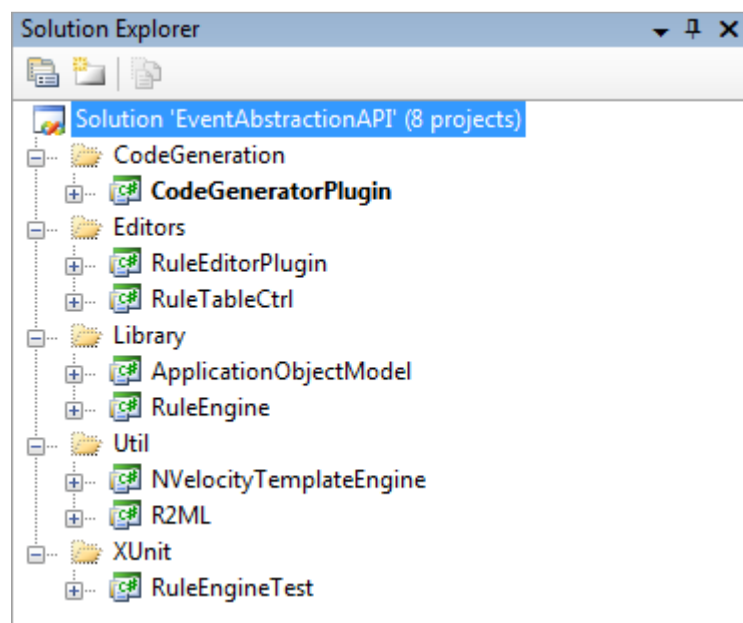 Solution Explorer
Solution 'EventAbstractionAPI' (8 projects)
CodeGeneration
CodeGeneratorPlugin
Editors
RuleEditorPlugin
RuleTableCtrl
Library
ApplicationObjectModel
RuleEngine
Util
NVelocityTemplateEngine
R2ML
XUnit
RuleEngineTest